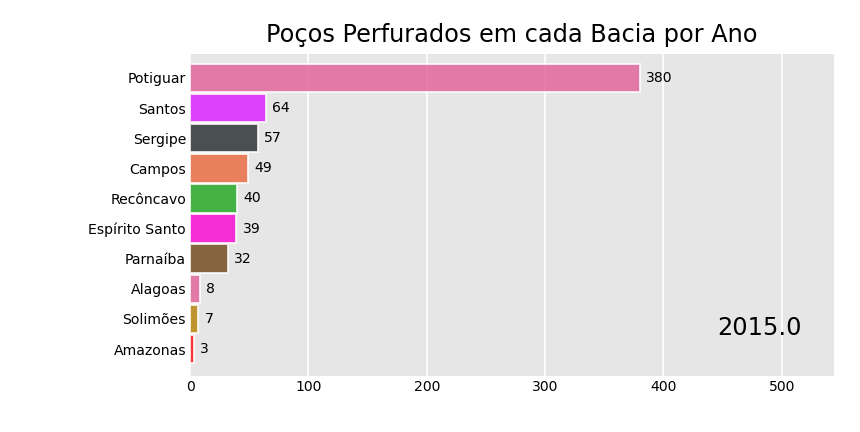 Poços Perfurados em cada Bacia por Ano
Potiguar 380
Santos 64
Sergipe 57
Campos 49
Recôncavo 40
Espírito Santo 39
Parnaíba 32
Alagoas 8
Solimões 7
2015.0
Amazonas 3
0 100 200 300 400 500